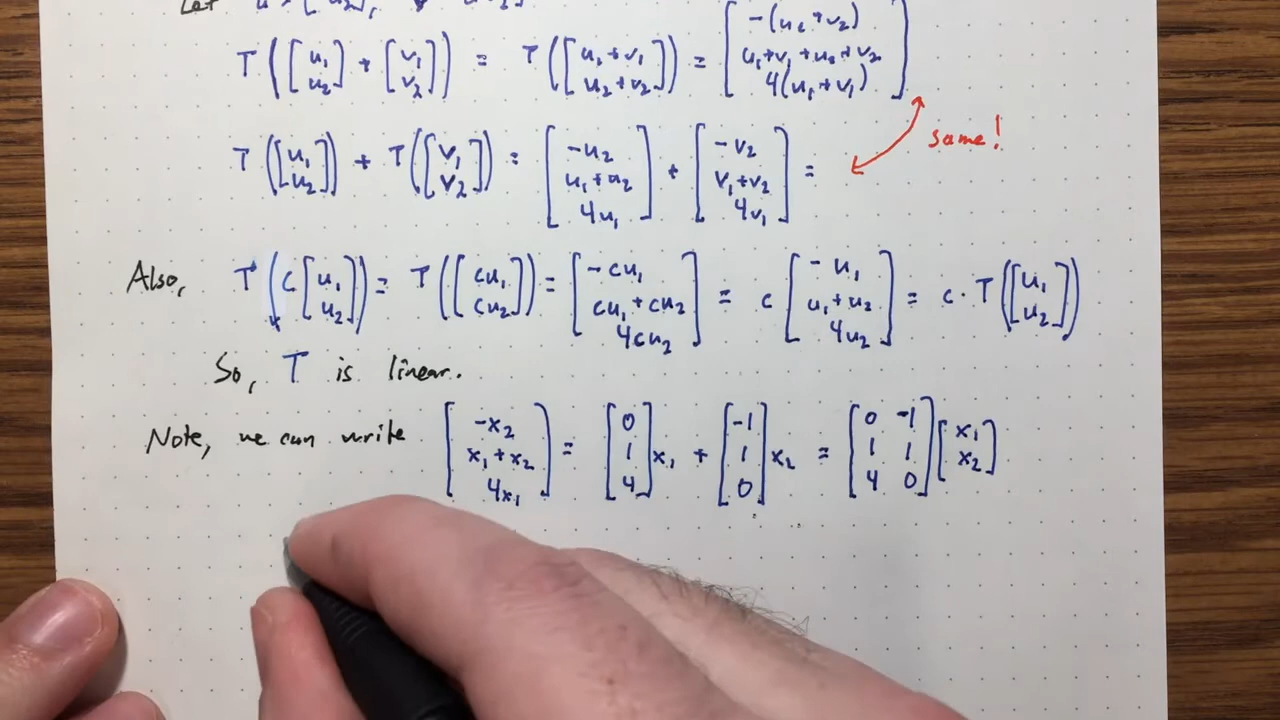 Let
T([u₁ u₂] + [v₁ v₂]) = T([u₁+v₁ u₂+v₂]) = [-(u₂+v₂) u₁+v₁+u₂+v₂ 4(u₁+v₁)]
same!
T([u₁ u₂]) + T([v₁ v₂]) = [-u₂ u₁+u₂ 4u₁] + [-v₂ v₁+v₂ 4v₁] =
Also, T(c[u₁ u₂]) = T([cu₁ cu₂]) = [-cu₁ cu₁+cu₂ 4cu₂] = c[-u₁ u₁+u₂ 4u₂] = c·T([u₁ u₂])
So, T is linear.
Note, we can write [-x₂ x₁+x₂ 4x₁] = [0 1 4]x₁ + [-1 1 0]x₂ = [0 -1 1 1 4 0][x₁ x₂]